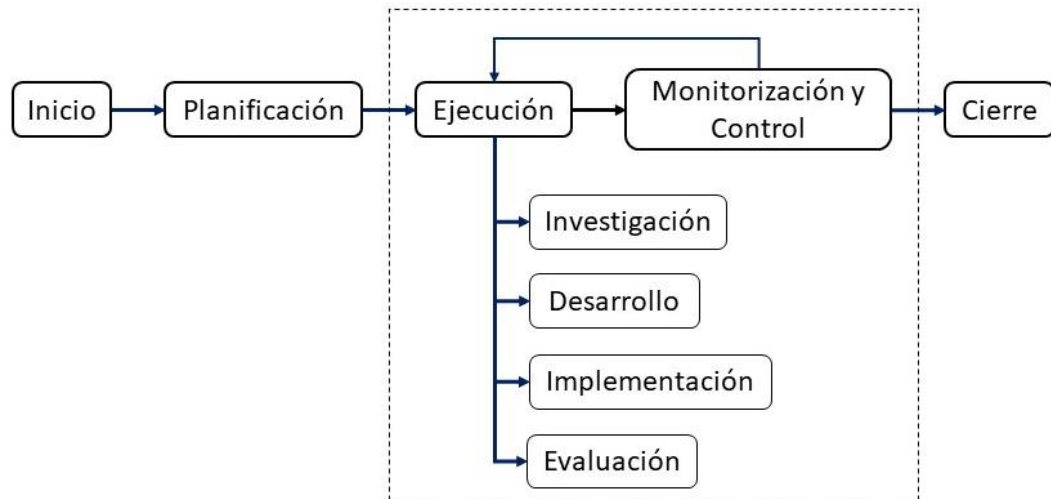 Inicio
Planificación
Ejecución
Monitorización y
Control
Cierre
Investigación
Desarrollo
Implementación
Evaluación